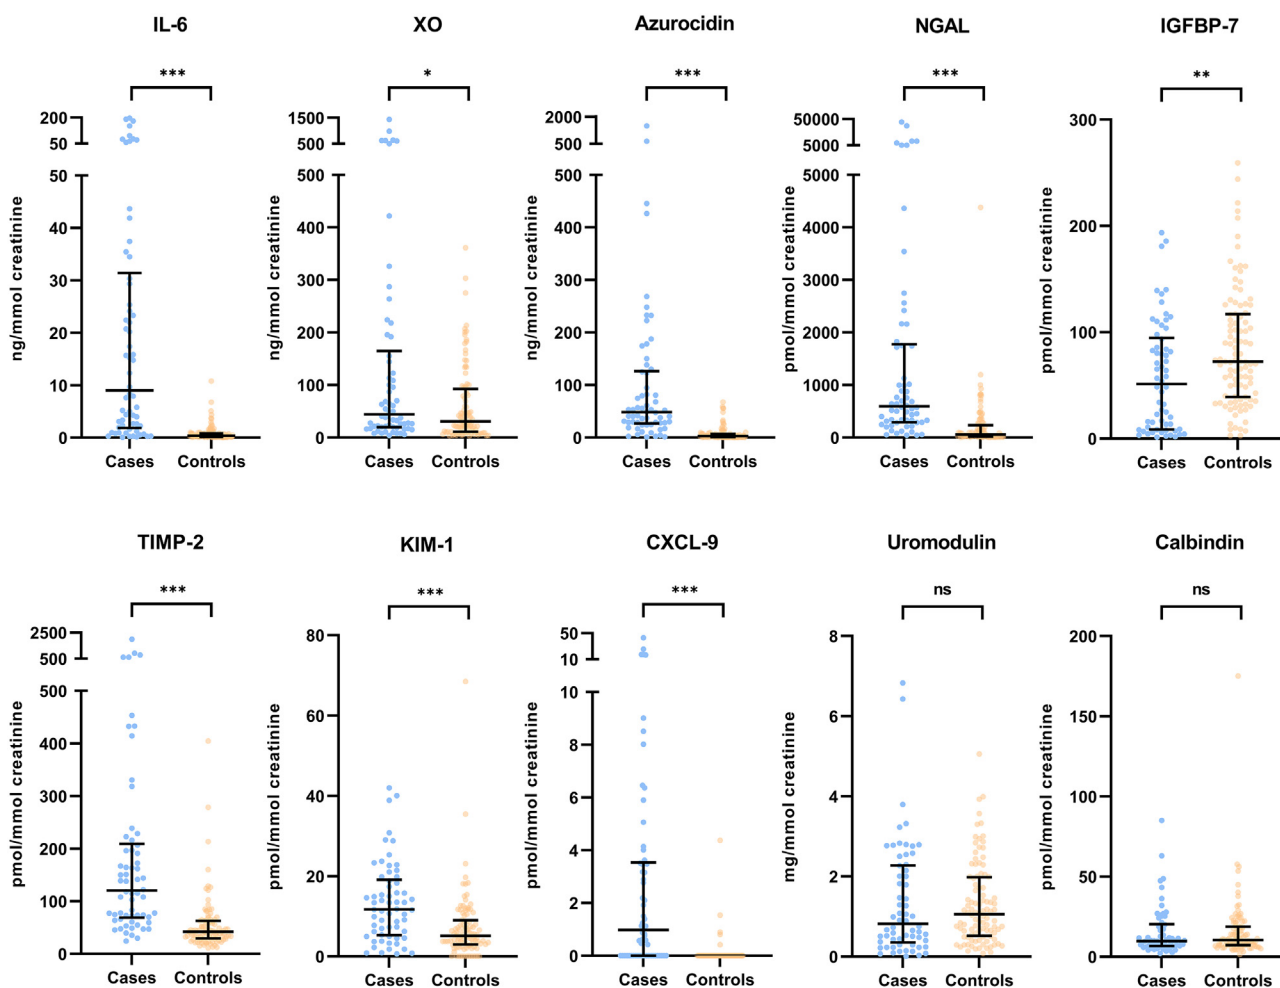 IL-6
***
200
50
50
40
30
20
10
0
ng/mmol creatinine
Cases Controls
XO
*
1500
500
500
400
300
200
100
0
ng/mmol creatinine
Cases Controls
Azurocidin
***
2000
500
500
400
300
200
100
0
ng/mmol creatinine
Cases Controls
NGAL
***
50000
5000
5000
4000
3000
2000
1000
0
pmol/mmol creatinine
Cases Controls
IGFBP-7
**
300
200
100
0
pmol/mmol creatinine
Cases Controls
TIMP-2
***
2500
500
500
400
300
200
100
0
pmol/mmol creatinine
Cases Controls
KIM-1
***
80
60
40
20
0
pmol/mmol creatinine
Cases Controls
CXCL-9
***
50
10
10
8
6
4
2
0
pmol/mmol creatinine
Cases Controls
Uromodulin
ns
8
6
4
2
0
mg/mmol creatinine
Cases Controls
Calbindin
ns
200
150
100
50
0
pmol/mmol creatinine
Cases Controls